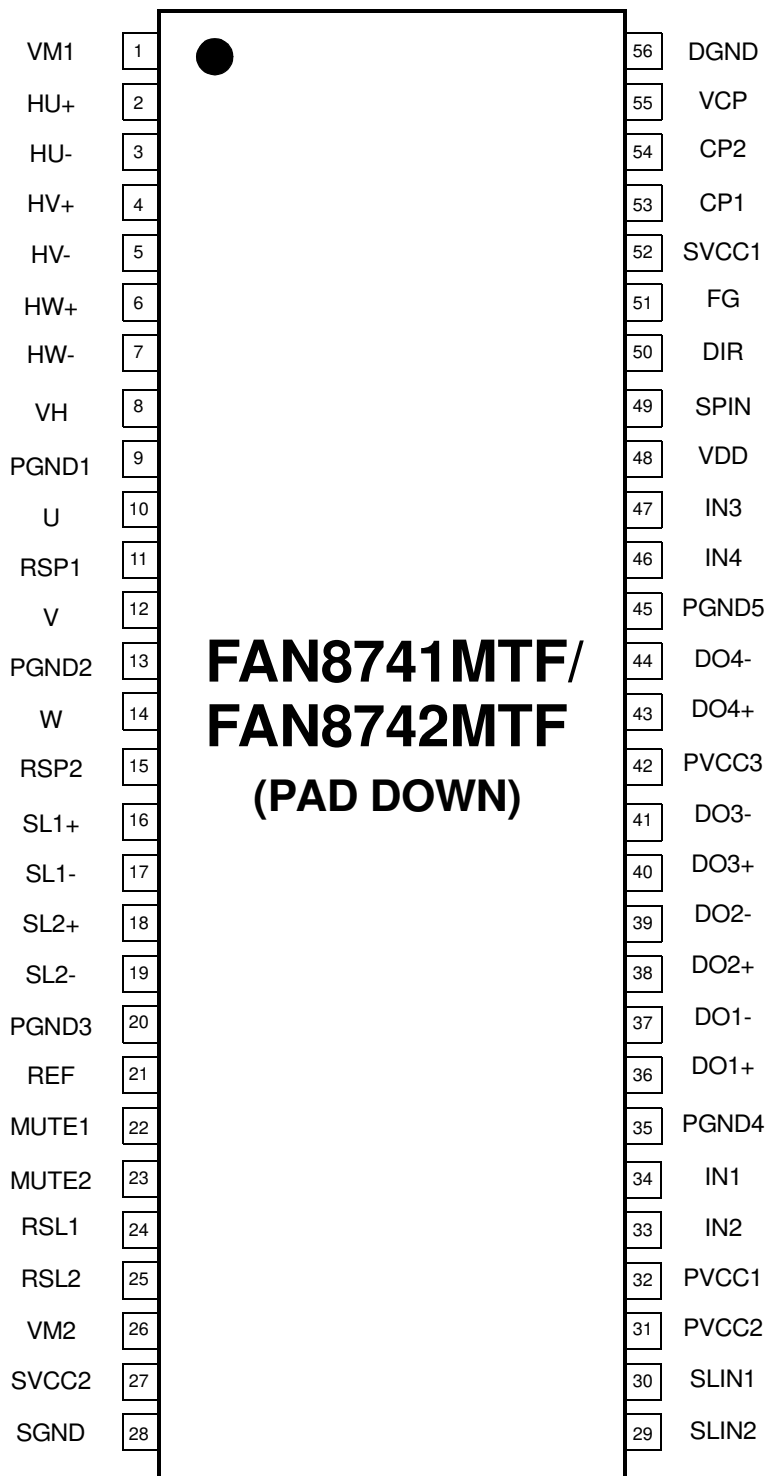 VM1 1 56 DGND
HU+ 2 55 VCP
HU- 3 54 CP2
HV+ 4 53 CP1
HV- 5 52 SVCC1
HW+ 6 51 FG
HW- 7 50 DIR
VH 8 49 SPIN
PGND1 9 48 VDD
U 10 47 IN3
RSP1 11 46 IN4
V 12 45 PGND5
PGND2 13 44 DO4-
W 14 43 DO4+
RSP2 15 42 PVCC3
SL1+ 16 41 DO3-
SL1- 17 40 DO3+
SL2+ 18 39 DO2-
SL2- 19 38 DO2+
PGND3 20 37 DO1-
REF 21 36 DO1+
MUTE1 22 35 PGND4
MUTE2 23 34 IN1
RSL1 24 33 IN2
RSL2 25 32 PVCC1
VM2 26 31 PVCC2
SVCC2 27 30 SLIN1
SGND 28 29 SLIN2
FAN8741MTF/
FAN8742MTF
(PAD DOWN)